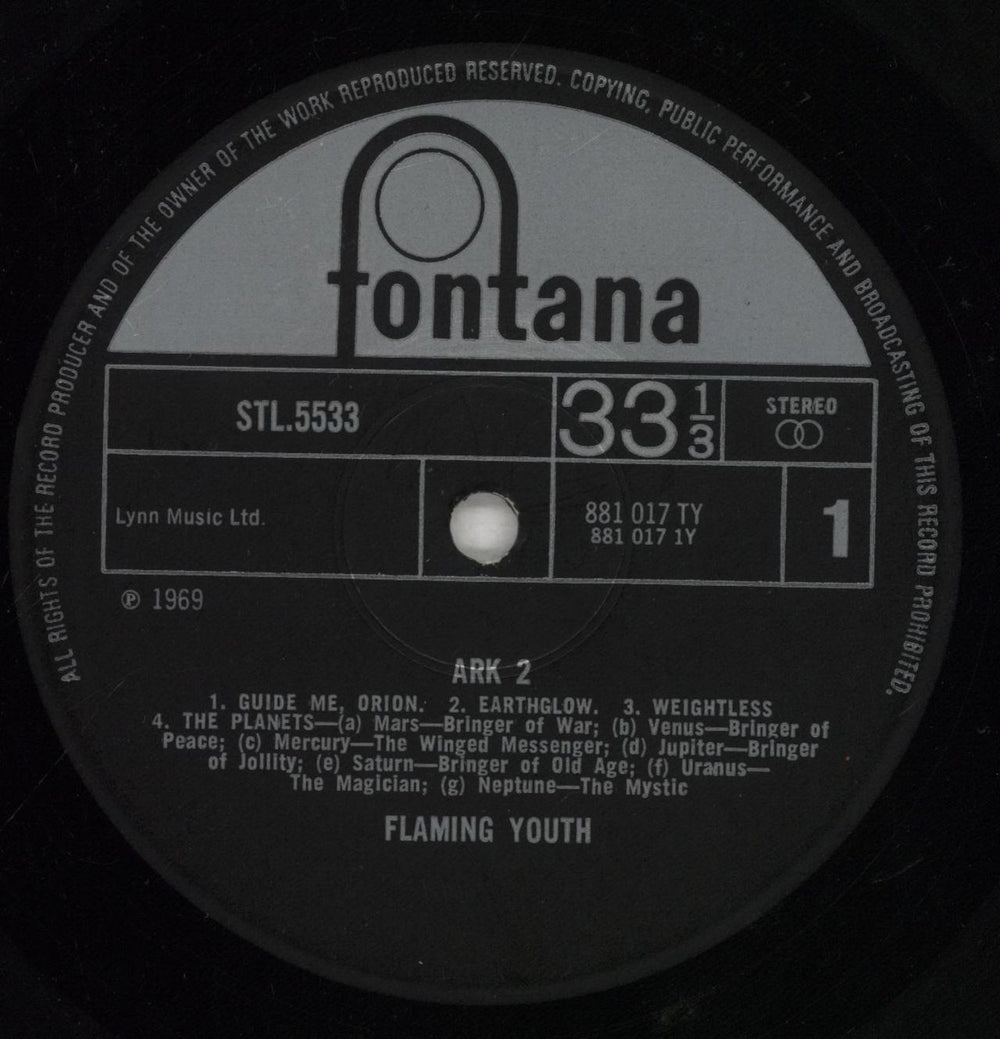 ALL RIGHTS OF THE RECORD PRODUCER AND OF THE OWNER OF THE WORK REPRODUCED RESERVED. COPYING, PUBLIC PERFORMANCE AND BROADCASTING OF THIS RECORD PROHIBITED.
fontana
STL.5533
33 1/3
STEREO
Lynn Music Ltd.
881 017 TY
881 017 1Y
1
℗ 1969
ARK 2
1. GUIDE ME, ORION. 2. EARTHGLOW. 3. WEIGHTLESS
4. THE PLANETS—(a) Mars—Bringer of War; (b) Venus—Bringer of
Peace; (c) Mercury—The Winged Messenger; (d) Jupiter—Bringer
of Jollity; (e) Saturn—Bringer of Old Age; (f) Uranus—
The Magician; (g) Neptune—The Mystic
FLAMING YOUTH